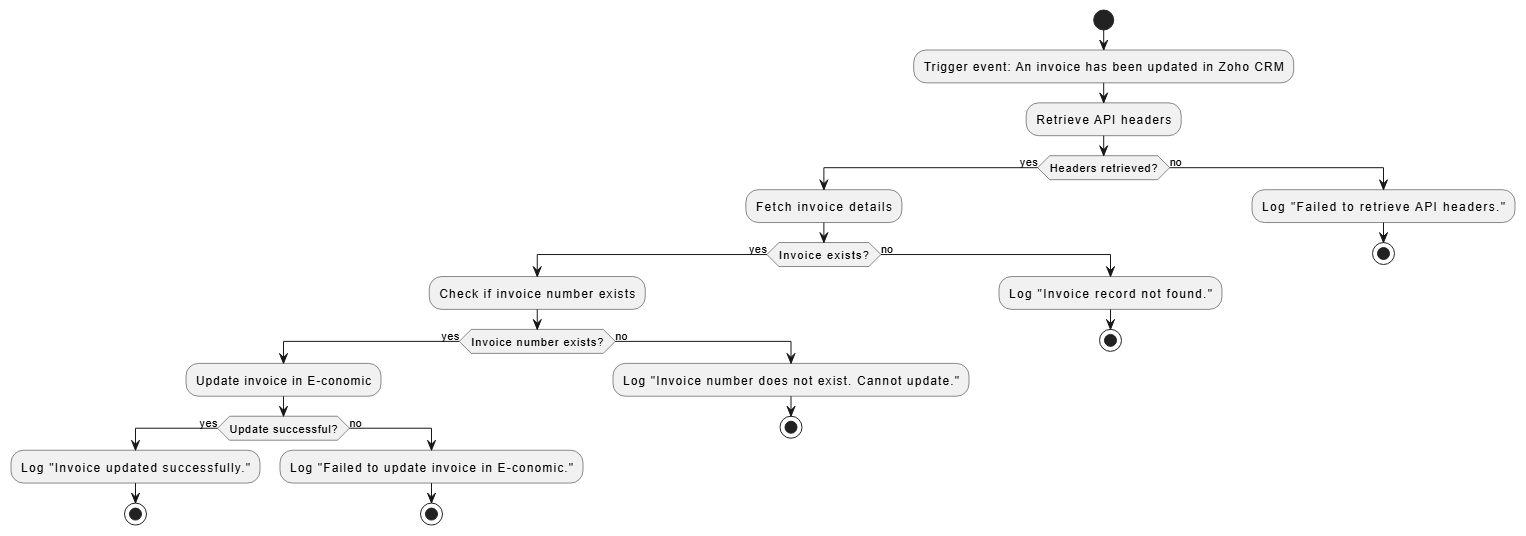 Trigger event: An invoice has been updated in Zoho CRM
Retrieve API headers
yes
Headers retrieved?
no
Fetch invoice details
Log "Failed to retrieve API headers."
yes
Invoice exists?
no
Check if invoice number exists
Log "Invoice record not found."
yes
Invoice number exists?
no
Update invoice in E-conomic
Log "Invoice number does not exist. Cannot update."
yes
Update successful?
no
Log "Invoice updated successfully."
Log "Failed to update invoice in E-conomic."